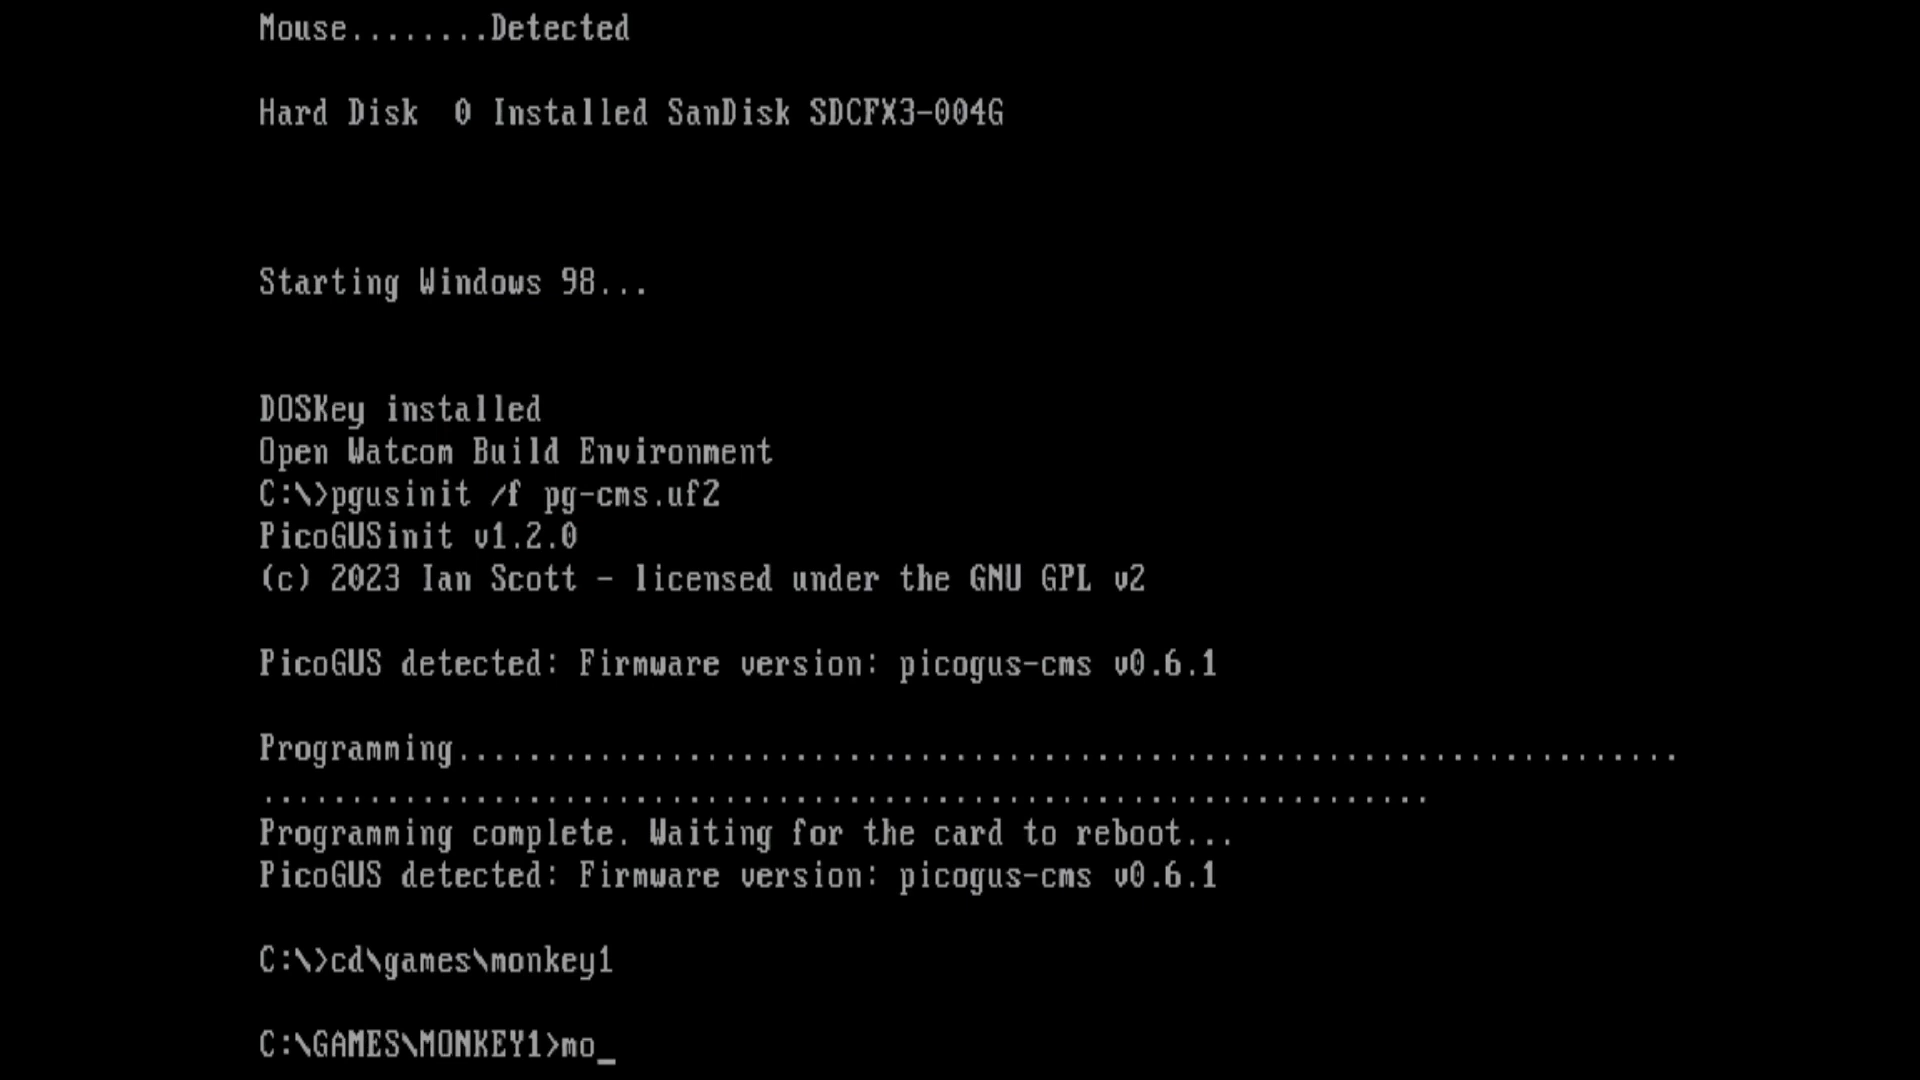 Mouse........Detected
Hard Disk  0 Installed SanDisk SDCFX3-004G
Starting Windows 98...
DOSKey installed
Open Watcom Build Environment
C:\>pgusinit /f pg-cms.uf2
PicoGUSinit v1.2.0
(c) 2023 Ian Scott - licensed under the GNU GPL v2
PicoGUS detected: Firmware version: picogus-cms v0.6.1
Programming.....................................................................
..................................................................
Programming complete. Waiting for the card to reboot...
PicoGUS detected: Firmware version: picogus-cms v0.6.1
C:\>cd\games\monkey1
C:\GAMES\MONKEY1>mo_